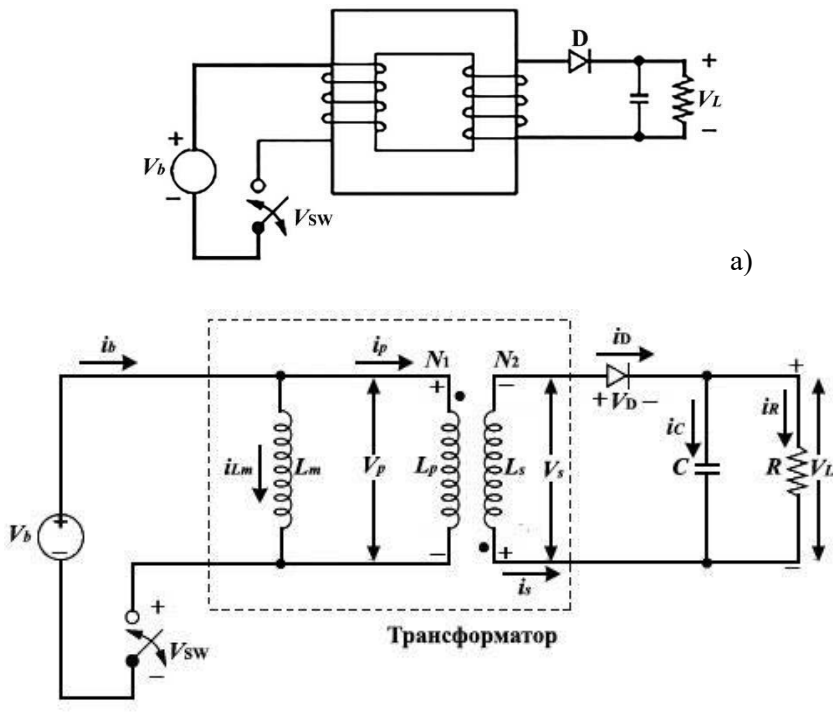 D
+
+
V_L
V_b
−
−
V_SW
a)
i_b
i_p
N_1
N_2
i_D
+
−
+
+ V_D −
i_C
i_R
i_Lm
L_m
V_p
L_p
L_s
V_s
C
R
V_L
V_b
+
−
−
+
−
i_s
+
V_SW
−
Трансформатор